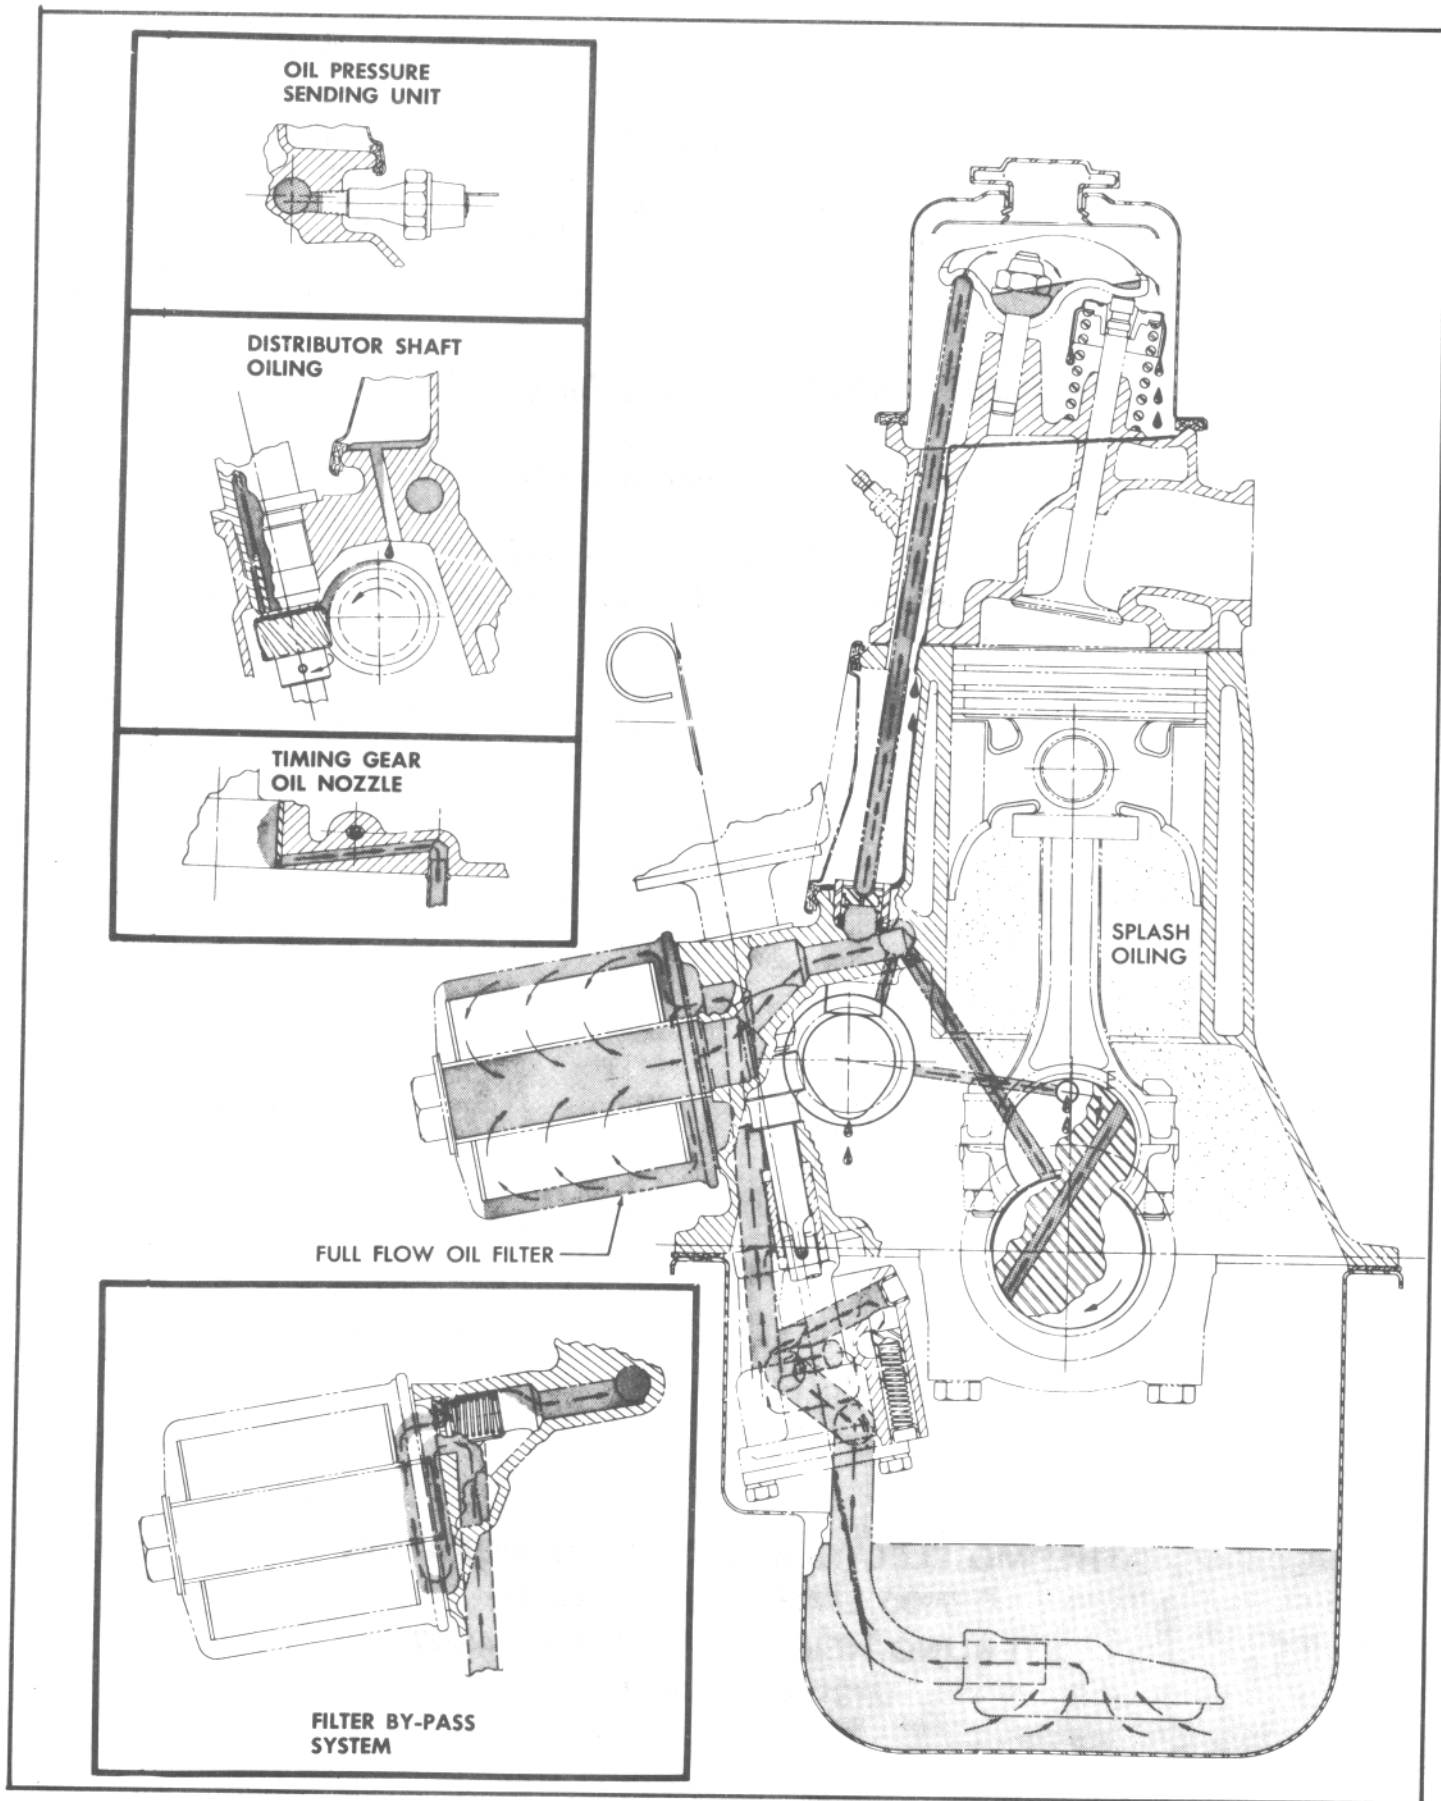 OIL PRESSURE
SENDING UNIT
DISTRIBUTOR SHAFT
OILING
TIMING GEAR
OIL NOZZLE
SPLASH
OILING
FULL FLOW OIL FILTER
FILTER BY-PASS
SYSTEM